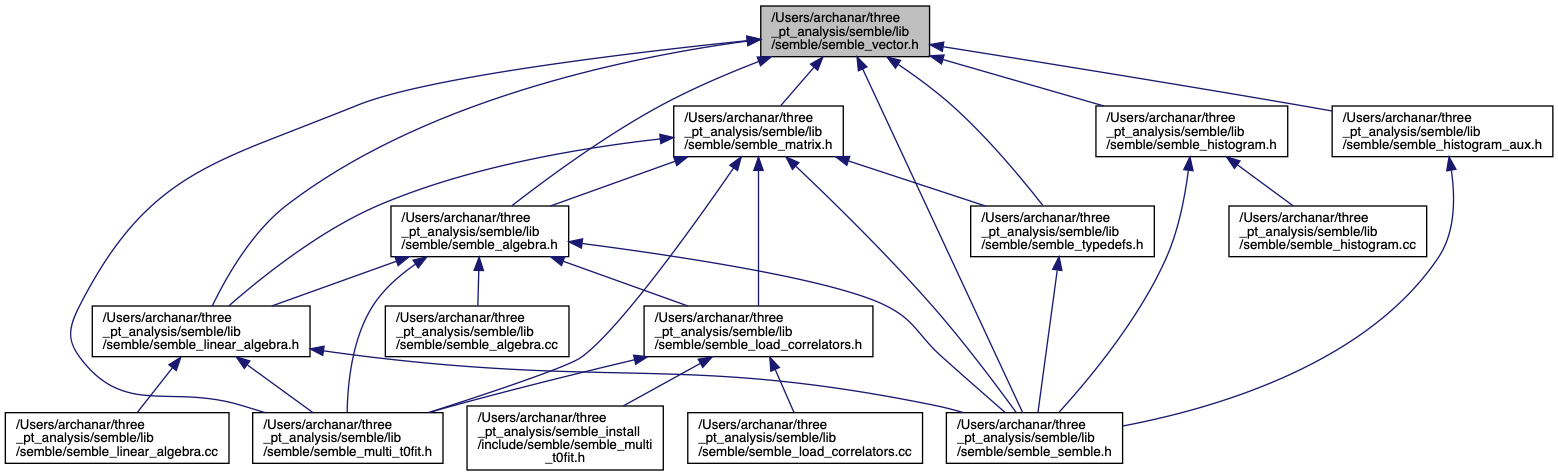 /Users/archanar/three
_pt_analysis/semble/lib
/semble/semble_vector.h
/Users/archanar/three
_pt_analysis/semble/lib
/semble/semble_matrix.h
/Users/archanar/three
_pt_analysis/semble/lib
/semble/semble_histogram.h
/Users/archanar/three
_pt_analysis/semble/lib
/semble/semble_histogram_aux.h
/Users/archanar/three
_pt_analysis/semble/lib
/semble/semble_algebra.h
/Users/archanar/three
_pt_analysis/semble/lib
/semble/semble_typedefs.h
/Users/archanar/three
_pt_analysis/semble/lib
/semble/semble_histogram.cc
/Users/archanar/three
_pt_analysis/semble/lib
/semble/semble_linear_algebra.h
/Users/archanar/three
_pt_analysis/semble/lib
/semble/semble_algebra.cc
/Users/archanar/three
_pt_analysis/semble/lib
/semble/semble_load_correlators.h
/Users/archanar/three
_pt_analysis/semble/lib
/semble/semble_linear_algebra.cc
/Users/archanar/three
_pt_analysis/semble/lib
/semble/semble_multi_t0fit.h
/Users/archanar/three
_pt_analysis/semble_install
/include/semble/semble_multi
_t0fit.h
/Users/archanar/three
_pt_analysis/semble/lib
/semble/semble_load_correlators.cc
/Users/archanar/three
_pt_analysis/semble/lib
/semble/semble_semble.h